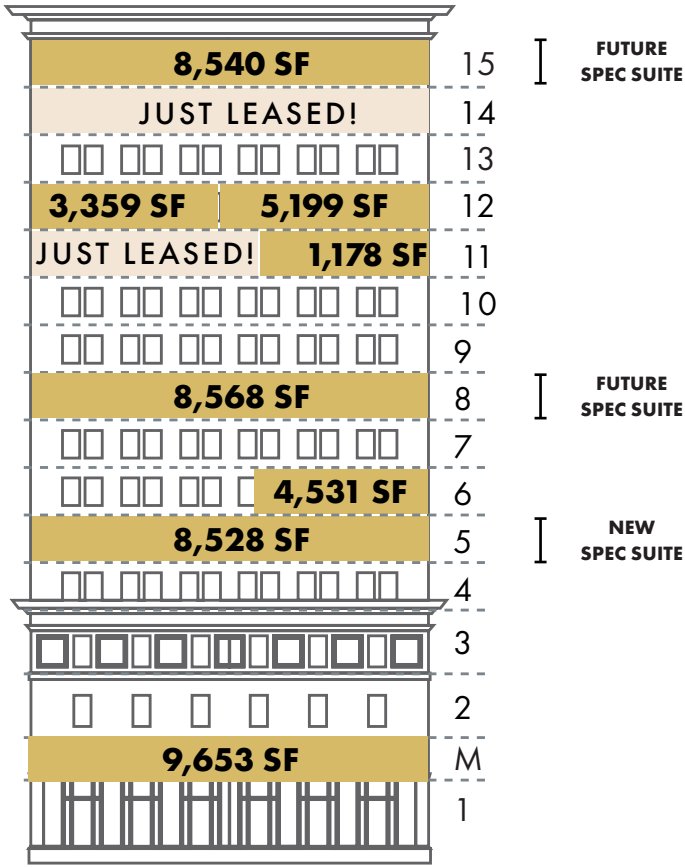 8,540 SF 15 FUTURE
SPEC SUITE
JUST LEASED! 14
13
3,359 SF 5,199 SF 12
JUST LEASED! 1,178 SF 11
10
9
8,568 SF 8 FUTURE
SPEC SUITE
7
4,531 SF 6
8,528 SF 5 NEW
SPEC SUITE
4
3
2
9,653 SF M
1